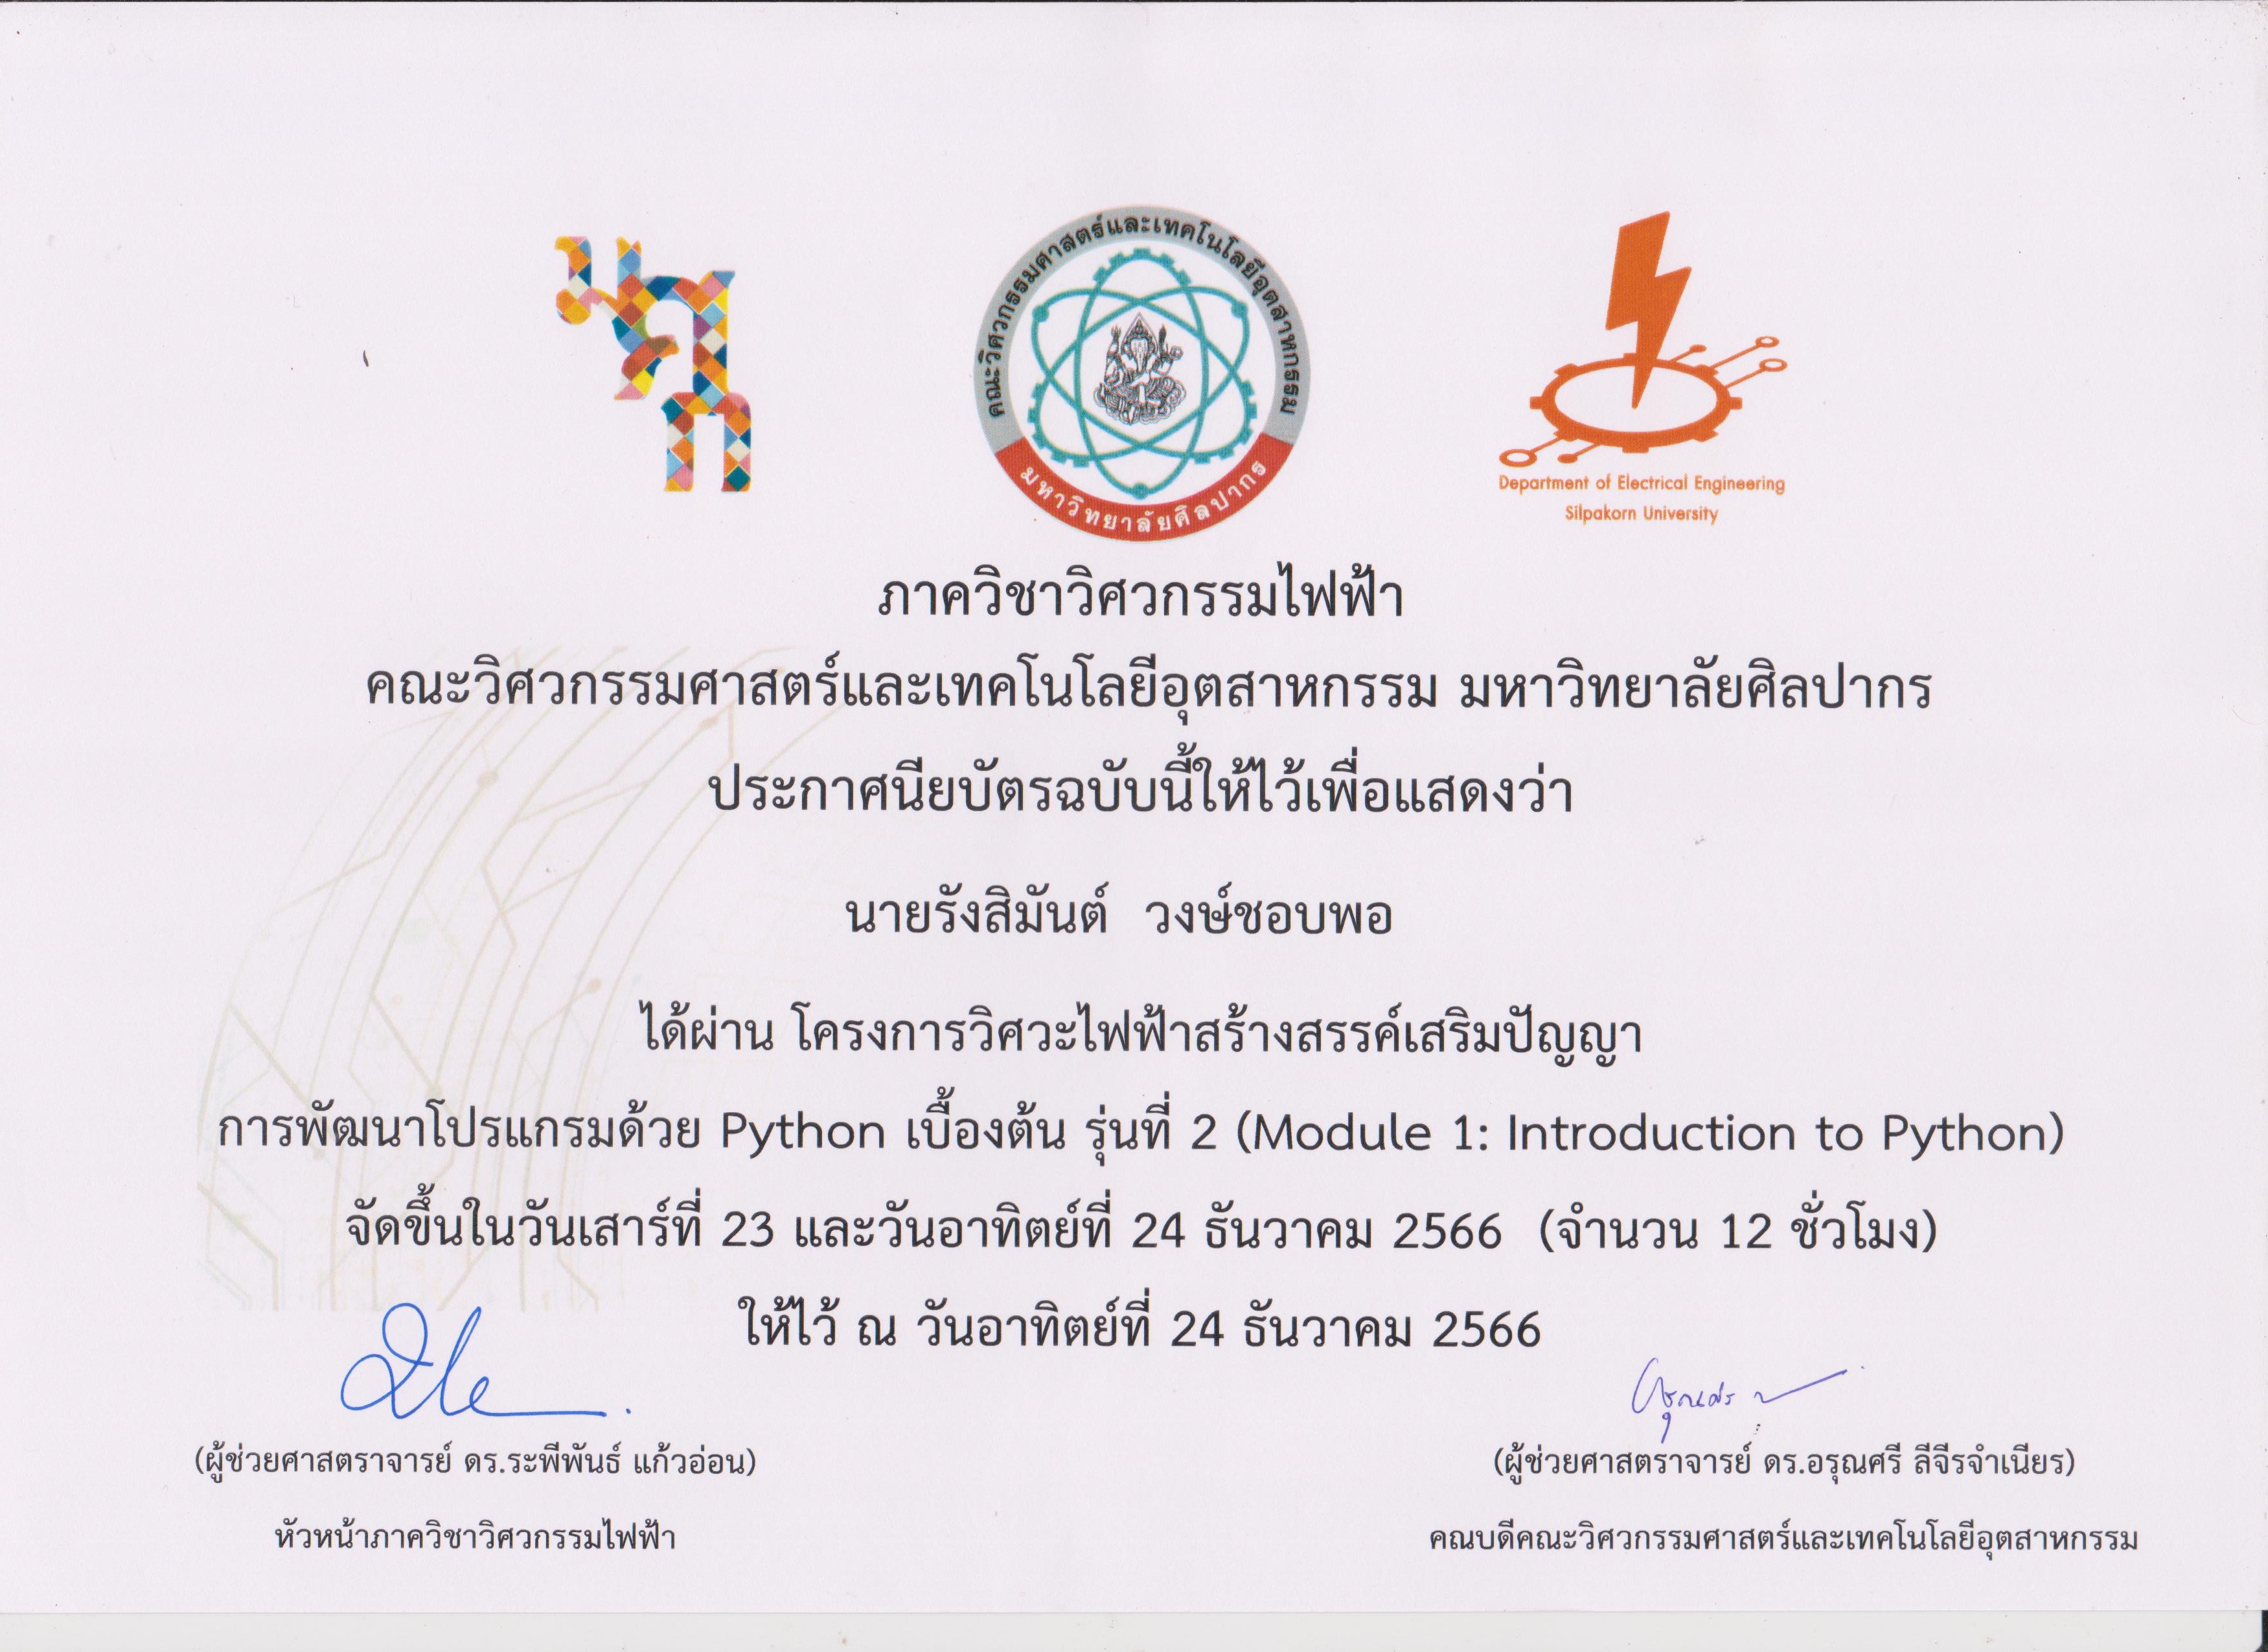 คณะวิศวกรรมศาสตร์และเทคโนโลยีอุตสาหกรรม
มหาวิทยาลัยศิลปากร
Department of Electrical Engineering
Silpakorn University
ภาควิชาวิศวกรรมไฟฟ้า
คณะวิศวกรรมศาสตร์และเทคโนโลยีอุตสาหกรรม มหาวิทยาลัยศิลปากร
ประกาศนียบัตรฉบับนี้ให้ไว้เพื่อแสดงว่า
นายรังสิมันต์ วงษ์ชอบพอ
ได้ผ่าน โครงการวิศวะไฟฟ้าสร้างสรรค์เสริมปัญญา
การพัฒนาโปรแกรมด้วย Python เบื้องต้น รุ่นที่ 2 (Module 1: Introduction to Python)
จัดขึ้นในวันเสาร์ที่ 23 และวันอาทิตย์ที่ 24 ธันวาคม 2566 (จำนวน 12 ชั่วโมง)
ให้ไว้ ณ วันอาทิตย์ที่ 24 ธันวาคม 2566
(ผู้ช่วยศาสตราจารย์ ดร.ระพีพันธ์ แก้วอ่อน)
หัวหน้าภาควิชาวิศวกรรมไฟฟ้า
(ผู้ช่วยศาสตราจารย์ ดร.อรุณศรี ลีจีรจำเนียร)
คณบดีคณะวิศวกรรมศาสตร์และเทคโนโลยีอุตสาหกรรม